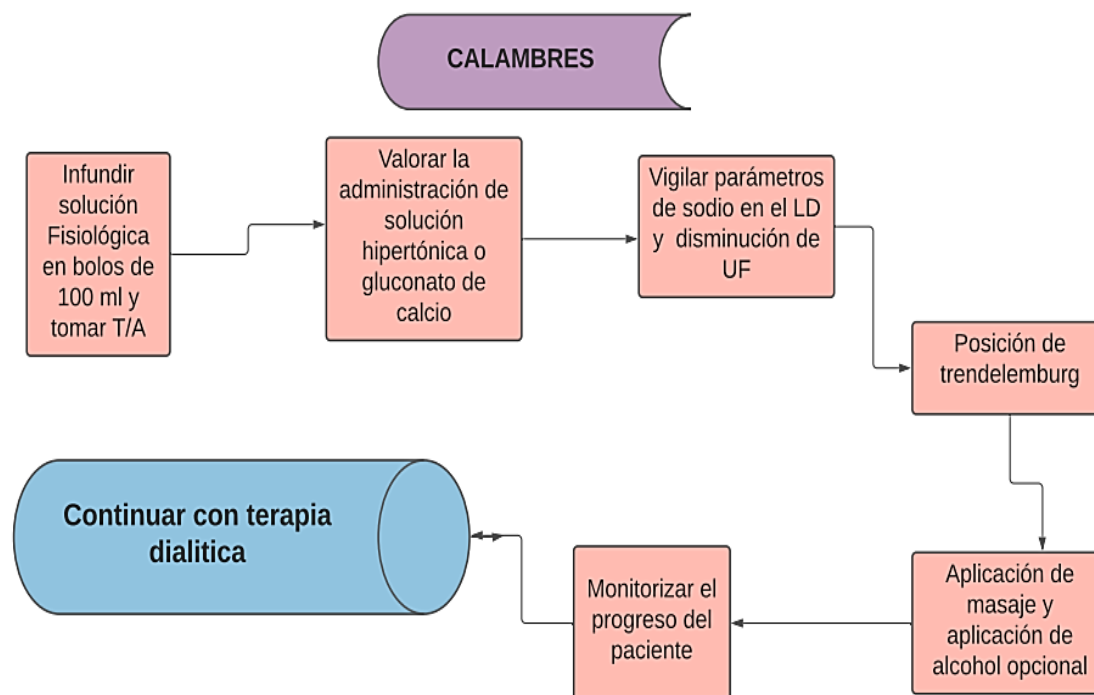 CALAMBRES
Infundir
solución
Fisiológica
en bolos de
100 ml y
tomar T/A
Valorar la
administración de
solución
hipertónica o
gluconato de
calcio
Vigilar parámetros
de sodio en el LD
y disminución de
UF
Posición de
trendelemburg
Aplicación de
masaje y
aplicación de
alcohol opcional
Monitorizar el
progreso del
paciente
Continuar con terapia
dialitica